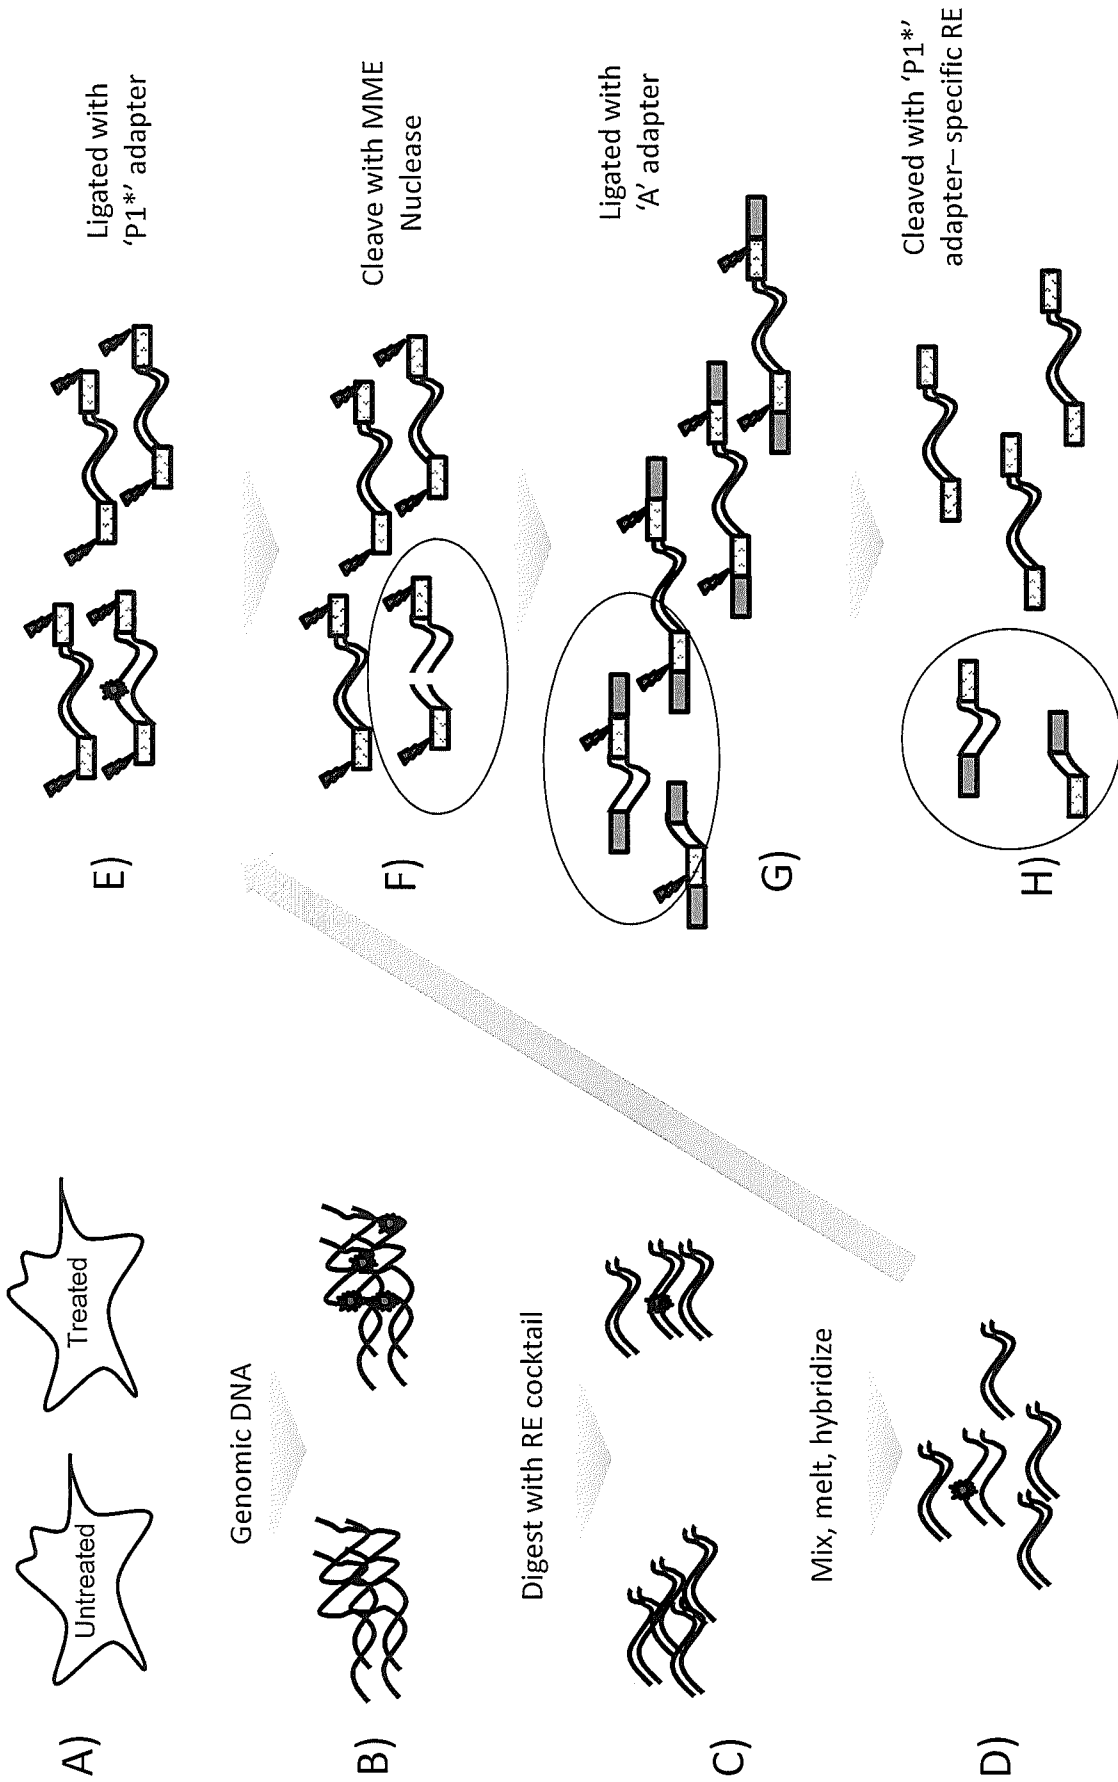 A)
Untreated
Treated
Genomic DNA
B)
Digest with RE cocktail
C)
Mix, melt, hybridize
D)
E)
Ligated with
‘P1*’ adapter
F)
Cleave with MME
Nuclease
G)
Ligated with
‘A’ adapter
H)
Cleaved with ‘P1*’
adapter– specific RE